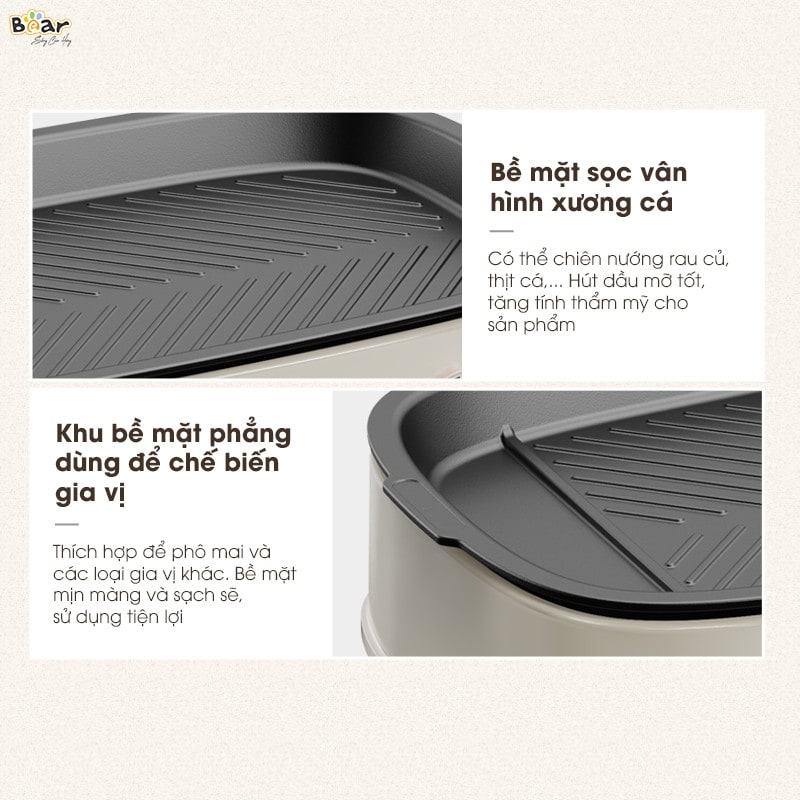 Bear
Bề mặt sọc vân
hình xương cá
Có thể chiên nướng rau củ,
thịt cá,... Hút dầu mỡ tốt,
tăng tính thẩm mỹ cho
sản phẩm
Khu bề mặt phẳng
dùng để chế biến
gia vị
Thích hợp để phô mai và
các loại gia vị khác. Bề mặt
mịn màng và sạch sẽ,
sử dụng tiện lợi